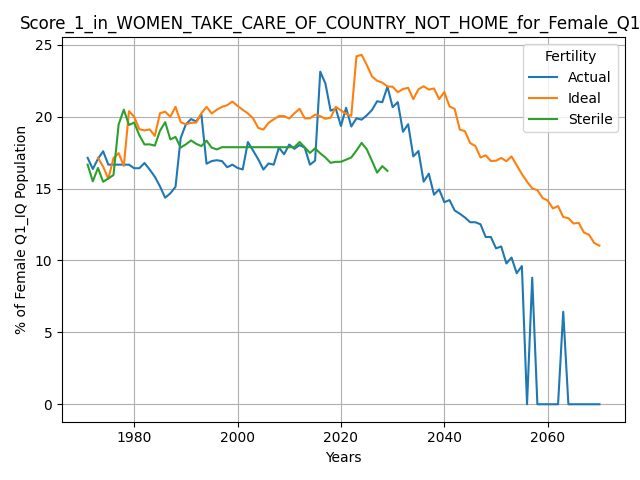 Score_1_in_WOMEN_TAKE_CARE_OF_COUNTRY_NOT_HOME_for_Female_Q1
25
20
15
10
5
0
% of Female Q1_IQ Population
Fertility
Actual
Ideal
Sterile
1980
2000
2020
2040
2060
Years